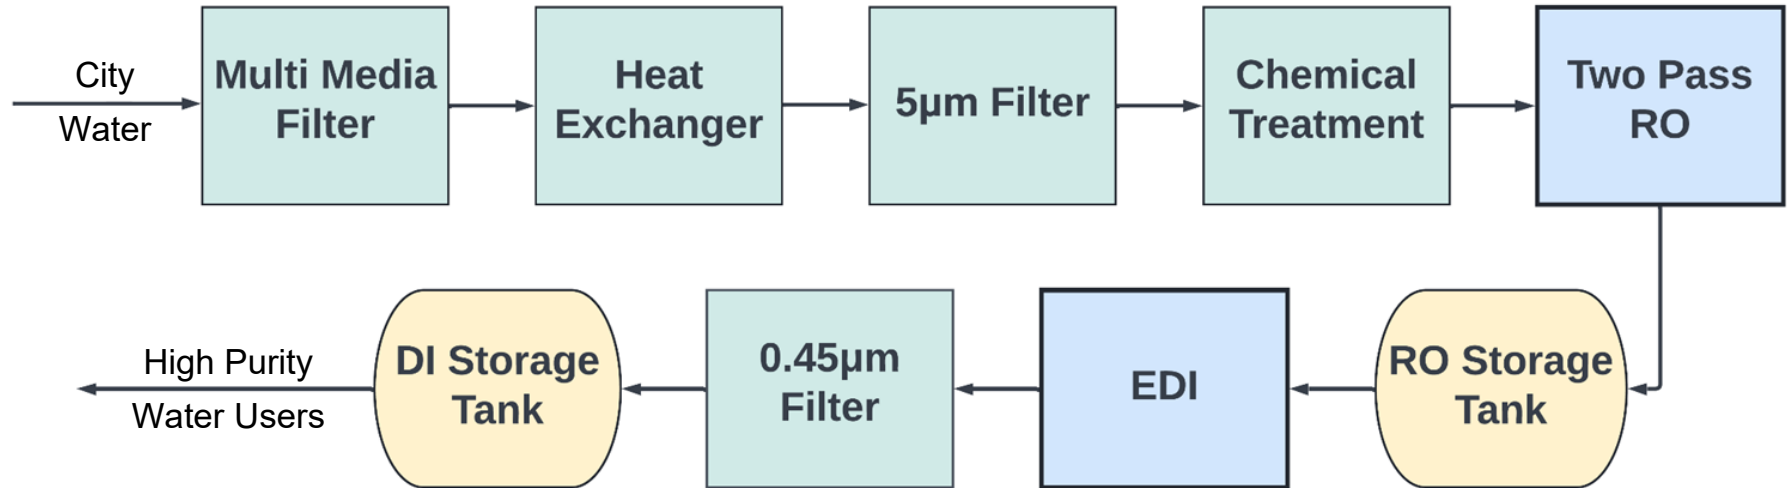 City
Water
Multi Media
Filter
Heat
Exchanger
5µm Filter
Chemical
Treatment
Two Pass
RO
High Purity
Water Users
DI Storage
Tank
0.45µm
Filter
EDI
RO Storage
Tank